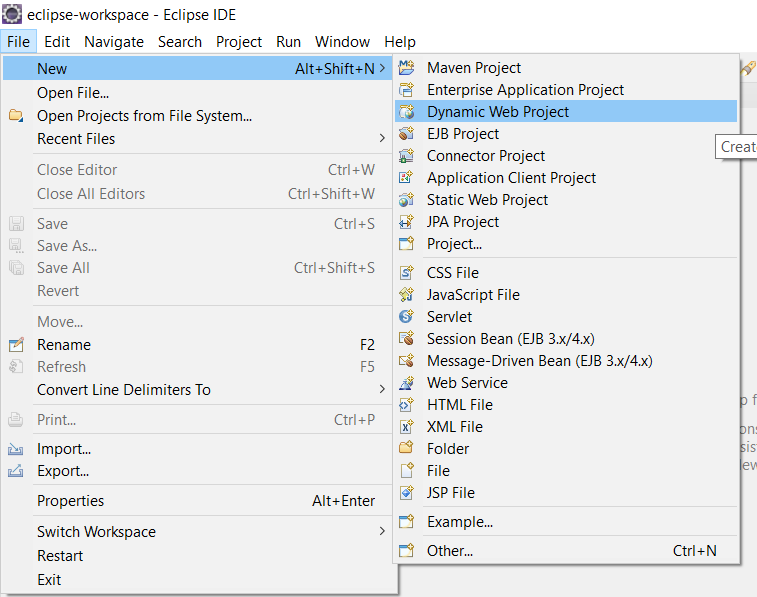 eclipse-workspace - Eclipse IDE
File Edit Navigate Search Project Run Window Help
New Alt+Shift+N
Open File...
Open Projects from File System...
Recent Files
Close Editor Ctrl+W
Close All Editors Ctrl+Shift+W
Save Ctrl+S
Save As...
Save All Ctrl+Shift+S
Revert
Move...
Rename F2
Refresh F5
Convert Line Delimiters To
Print... Ctrl+P
Import...
Export...
Properties Alt+Enter
Switch Workspace
Restart
Exit
Maven Project
Enterprise Application Project
Dynamic Web Project
EJB Project
Connector Project
Application Client Project
Static Web Project
JPA Project
Project...
CSS File
JavaScript File
Servlet
Session Bean (EJB 3.x/4.x)
Message-Driven Bean (EJB 3.x/4.x)
Web Service
HTML File
XML File
Folder
File
JSP File
Example...
Other... Ctrl+N